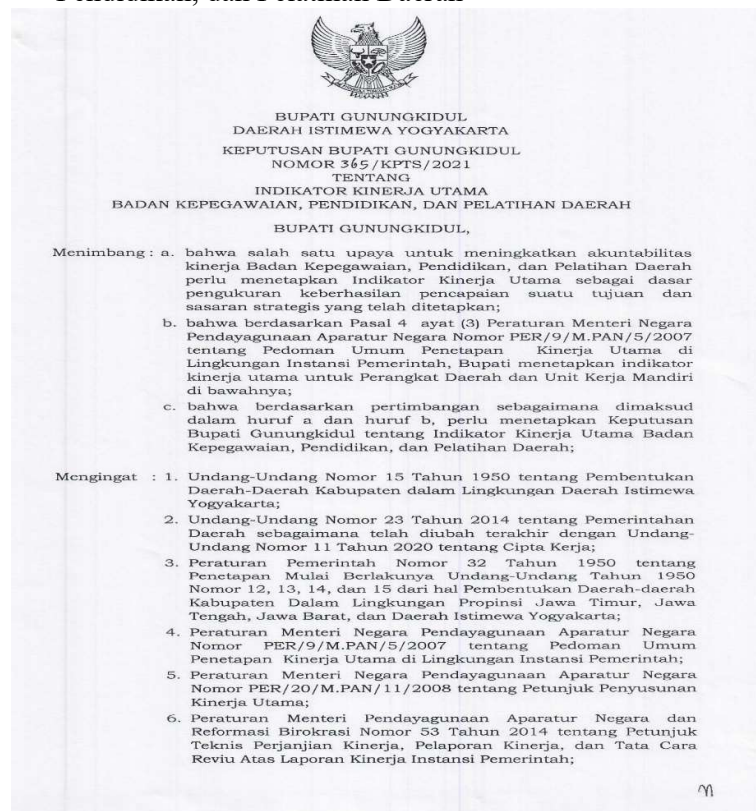 Pendidikan, dan Pelatihan Daerah
BUPATI GUNUNGKIDUL
DAERAH ISTIMEWA YOGYAKARTA
KEPUTUSAN BUPATI GUNUNGKIDUL
NOMOR 365/KPTS/2021
TENTANG
INDIKATOR KINERJA UTAMA
BADAN KEPEGAWAIAN, PENDIDIKAN, DAN PELATIHAN DAERAH
BUPATI GUNUNGKIDUL,
Menimbang : a. bahwa salah satu upaya untuk meningkatkan akuntabilitas
kinerja Badan Kepegawaian, Pendidikan, dan Pelatihan Daerah
perlu menetapkan Indikator Kinerja Utama sebagai dasar
pengukuran keberhasilan pencapaian suatu tujuan dan
sasaran strategis yang telah ditetapkan;
b. bahwa berdasarkan Pasal 4 ayat (3) Peraturan Menteri Negara
Pendayagunaan Aparatur Negara Nomor PER/9/M.PAN/5/2007
tentang Pedoman Umum Penetapan Kinerja Utama di
Lingkungan Instansi Pemerintah, Bupati menetapkan indikator
kinerja utama untuk Perangkat Daerah dan Unit Kerja Mandiri
di bawahnya;
c. bahwa berdasarkan pertimbangan sebagaimana dimaksud
dalam huruf a dan huruf b, perlu menetapkan Keputusan
Bupati Gunungkidul tentang Indikator Kinerja Utama Badan
Kepegawaian, Pendidikan, dan Pelatihan Daerah;
Mengingat : 1. Undang-Undang Nomor 15 Tahun 1950 tentang Pembentukan
Daerah-Daerah Kabupaten dalam Lingkungan Daerah Istimewa
Yogyakarta;
2. Undang-Undang Nomor 23 Tahun 2014 tentang Pemerintahan
Daerah sebagaimana telah diubah terakhir dengan Undang-
Undang Nomor 11 Tahun 2020 tentang Cipta Kerja;
3. Peraturan Pemerintah Nomor 32 Tahun 1950 tentang
Penetapan Mulai Berlakunya Undang-Undang Tahun 1950
Nomor 12, 13, 14, dan 15 dari hal Pembentukan Daerah-daerah
Kabupaten Dalam Lingkungan Propinsi Jawa Timur, Jawa
Tengah, Jawa Barat, dan Daerah Istimewa Yogyakarta;
4. Peraturan Menteri Negara Pendayagunaan Aparatur Negara
Nomor PER/9/M.PAN/5/2007 tentang Pedoman Umum
Penetapan Kinerja Utama di Lingkungan Instansi Pemerintah;
5. Peraturan Menteri Negara Pendayagunaan Aparatur Negara
Nomor PER/20/M.PAN/11/2008 tentang Petunjuk Penyusunan
Kinerja Utama;
6. Peraturan Menteri Pendayagunaan Aparatur Negara dan
Reformasi Birokrasi Nomor 53 Tahun 2014 tentang Petunjuk
Teknis Perjanjian Kinerja, Pelaporan Kinerja, dan Tata Cara
Reviu Atas Laporan Kinerja Instansi Pemerintah;